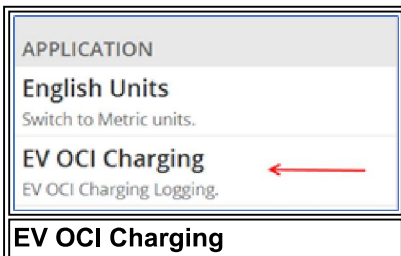 APPLICATION
English Units
Switch to Metric units.
EV OCI Charging
EV OCI Charging Logging.
EV OCI Charging